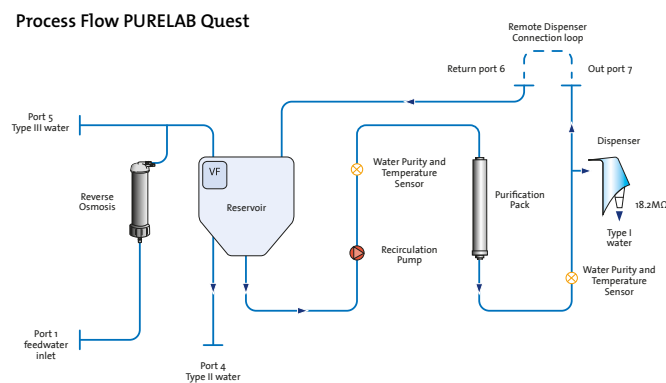 Process Flow PURELAB Quest
Remote Dispenser
Connection loop
Return port 6
Out port 7
Port 5
Type III water
Dispenser
VF
Water Purity and
Temperature
Sensor
Reverse
Osmosis
Reservoir
Purification
Pack
18.2MΩ
Type I
water
Recirculation
Pump
Water Purity and
Temperature
Sensor
Port 1
feedwater
inlet
Port 4
Type II water